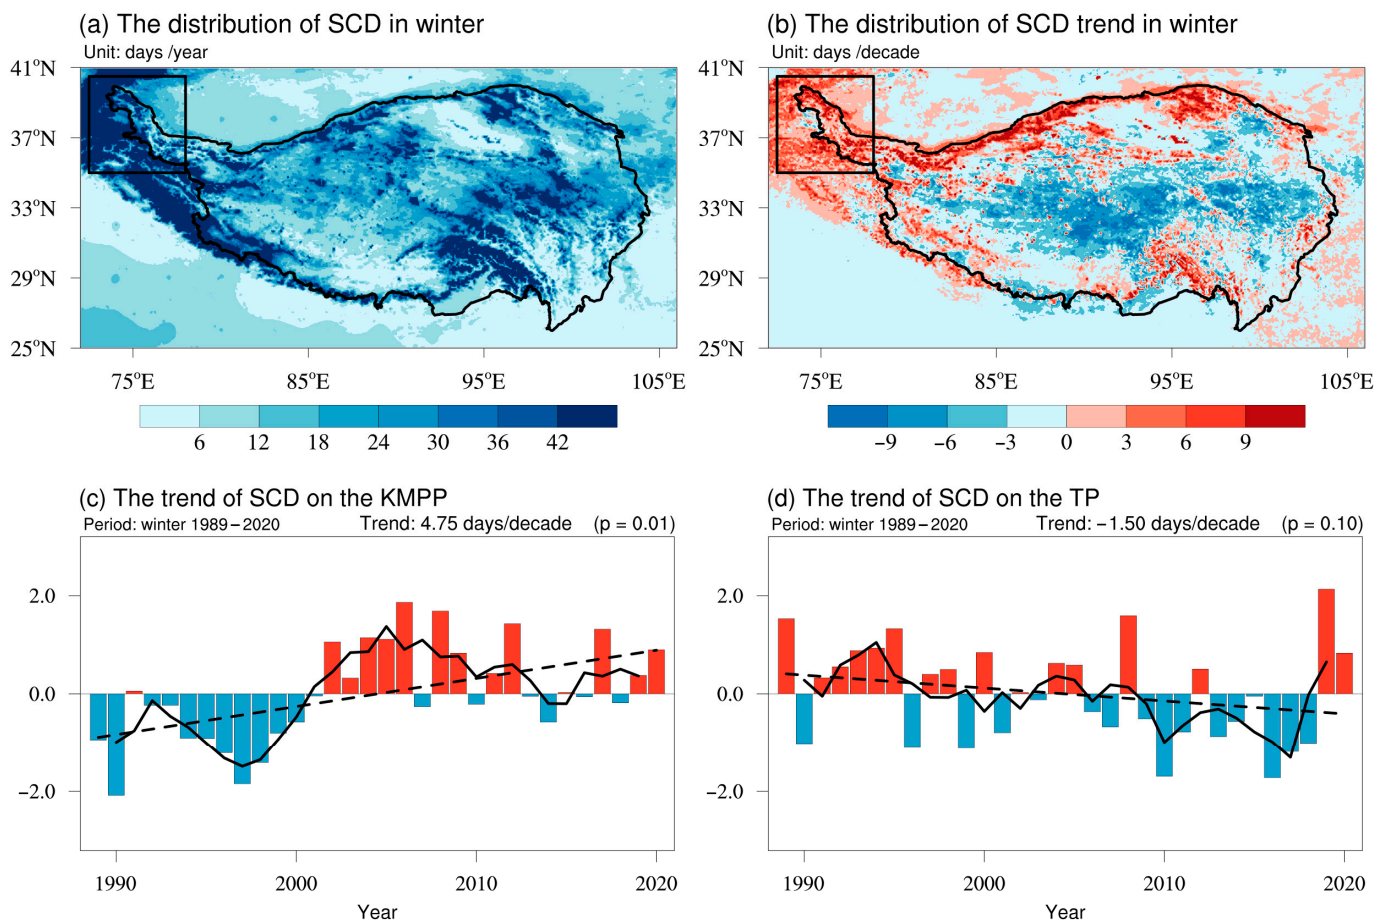 (a) The distribution of SCD in winter
Unit: days /year
41°N
37°N
33°N
29°N
25°N
75°E 85°E 95°E 105°E
6 12 18 24 30 36 42
(b) The distribution of SCD trend in winter
Unit: days /decade
41°N
37°N
33°N
29°N
25°N
75°E 85°E 95°E 105°E
−9 −6 −3 0 3 6 9
(c) The trend of SCD on the KMPP
Period: winter 1989–2020 Trend: 4.75 days/decade (p = 0.01)
2.0
0.0
−2.0
1990 2000 2010 2020
Year
(d) The trend of SCD on the TP
Period: winter 1989–2020 Trend: −1.50 days/decade (p = 0.10)
2.0
0.0
−2.0
1990 2000 2010 2020
Year